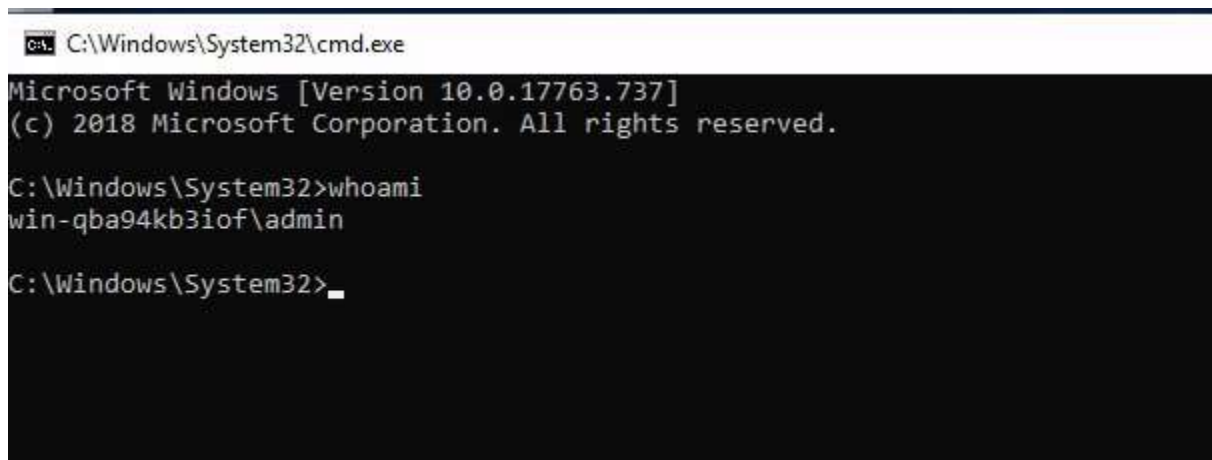 C:\Windows\System32\cmd.exe
Microsoft Windows [Version 10.0.17763.737]
(c) 2018 Microsoft Corporation. All rights reserved.
C:\Windows\System32>whoami
win-qba94kb3iof\admin
C:\Windows\System32>